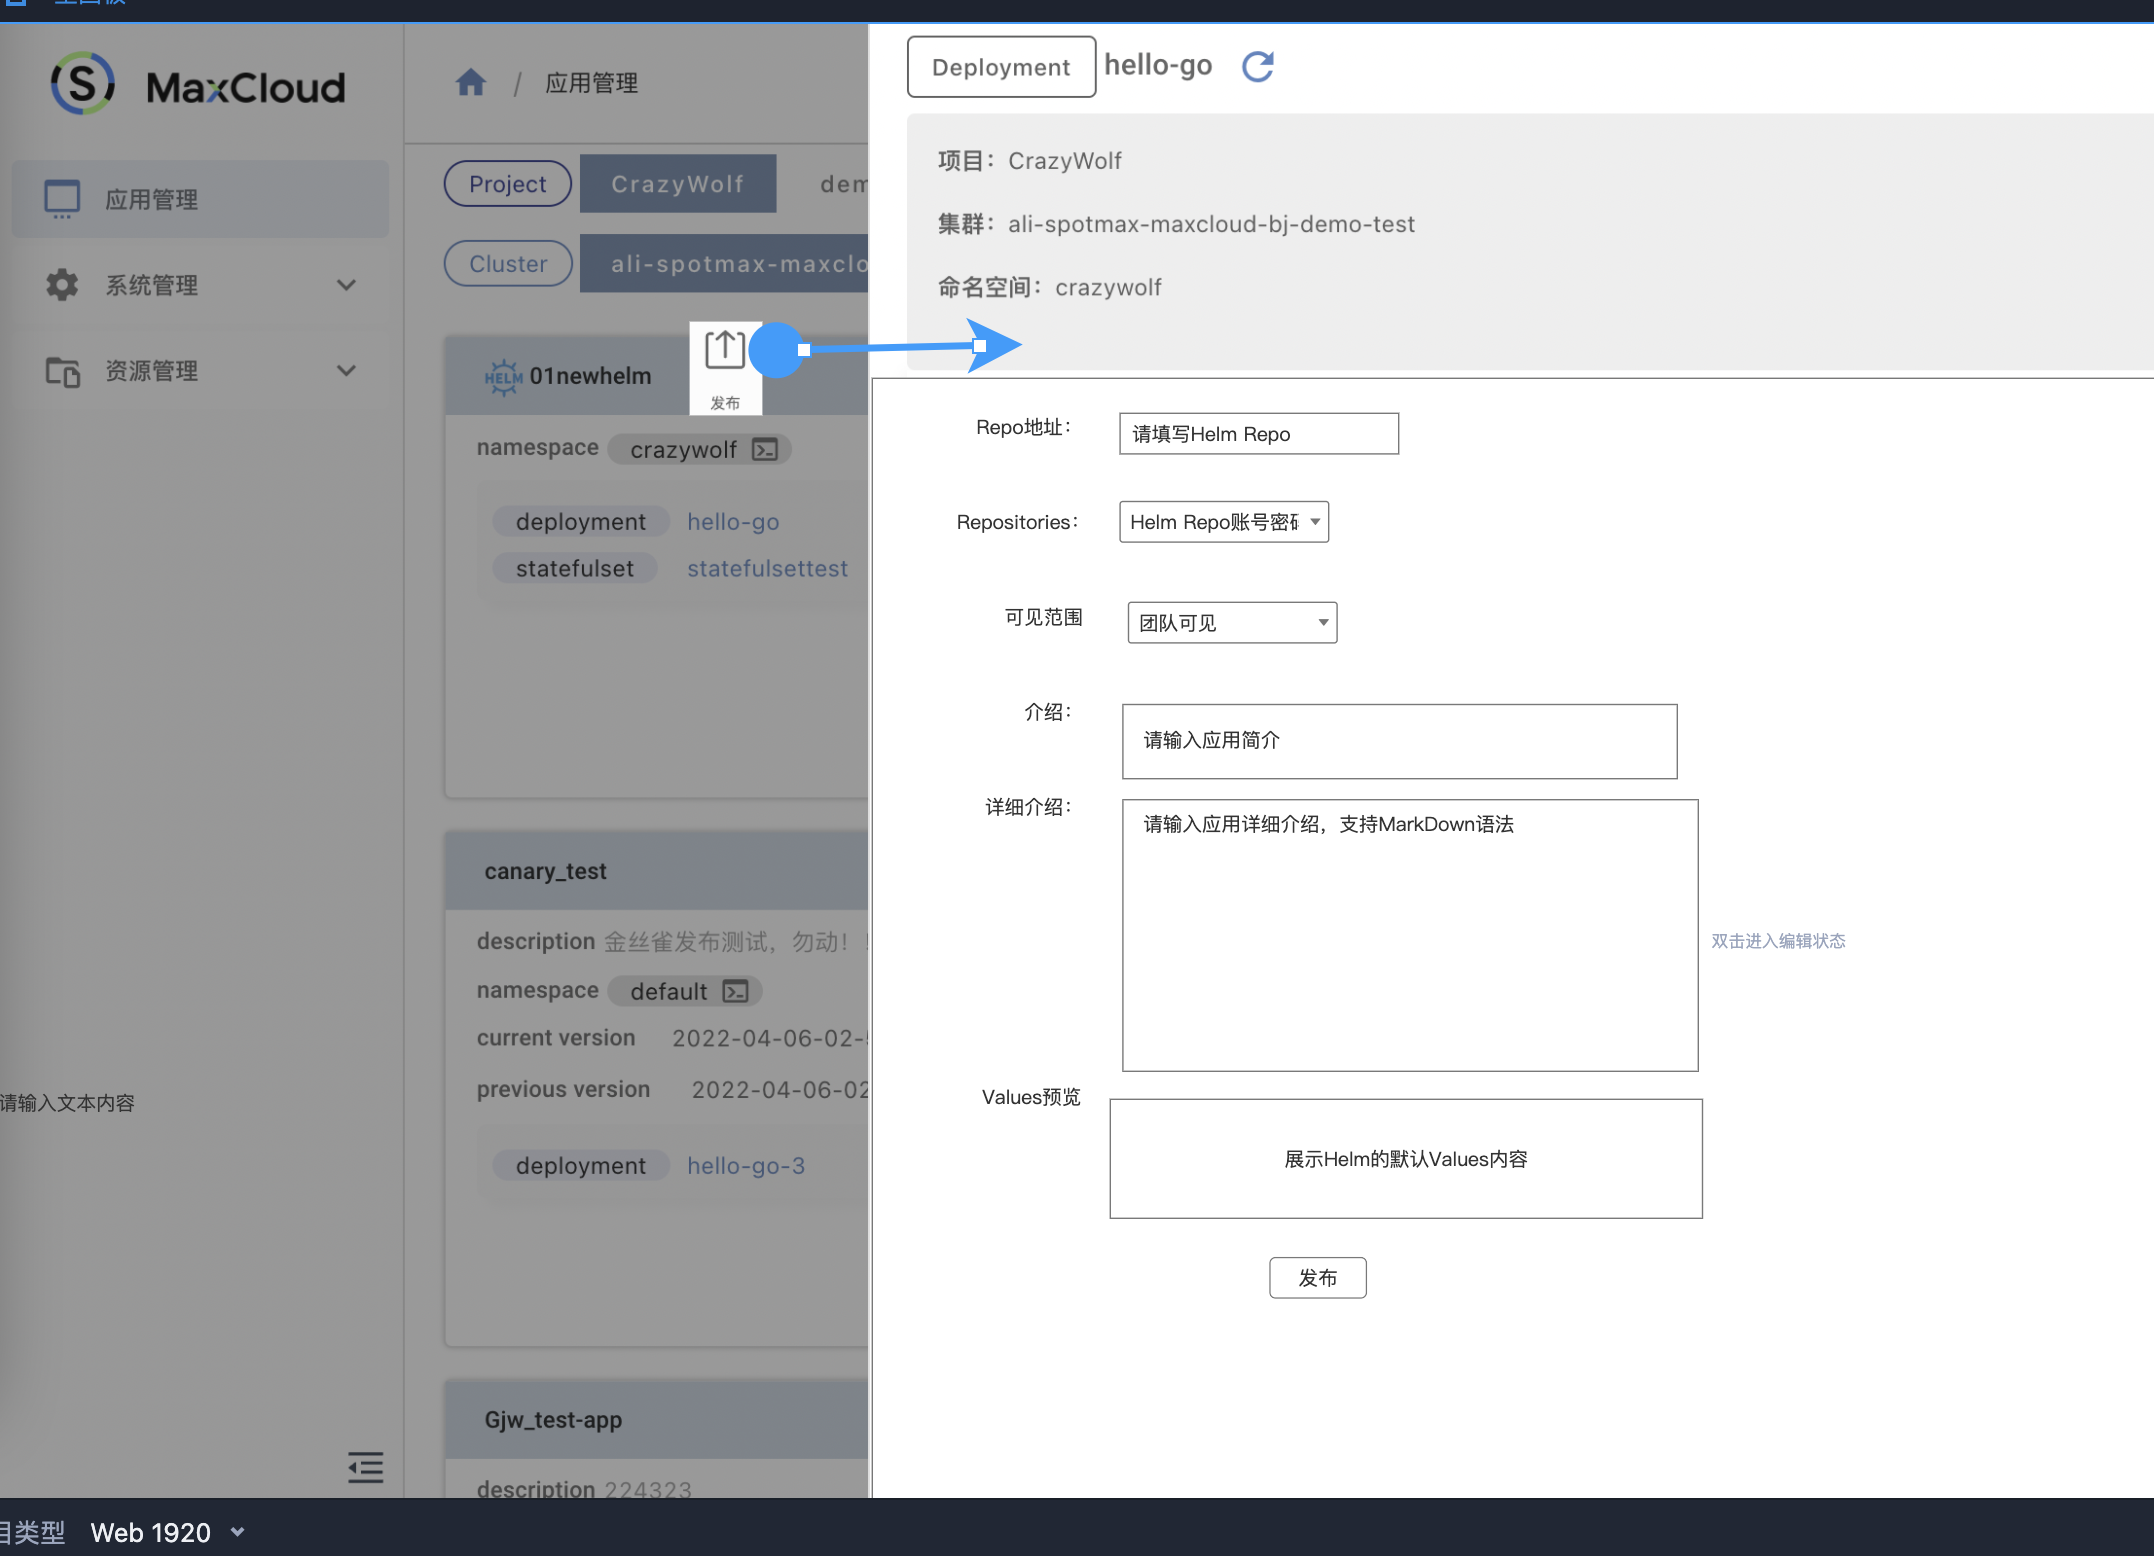 MaxCloud
应用管理
系统管理
资源管理
请输入文本内容
/ 应用管理
Project CrazyWolf
Cluster ali-spotmax-maxclo
HELM 01newhelm
发布
namespace crazywolf
deployment hello-go
statefulset statefulsettest
canary_test
description 金丝雀发布测试，勿动！
namespace default
current version 2022-04-06-02-
previous version 2022-04-06-02
deployment hello-go-3
Gjw_test-app
description 224323
Deployment hello-go
项目： CrazyWolf
集群： ali-spotmax-maxcloud-bj-demo-test
命名空间： crazywolf
Repo地址： 请填写Helm Repo
Repositories： Helm Repo账号密
可见范围 团队可见
介绍： 请输入应用简介
详细介绍： 请输入应用详细介绍，支持MarkDown语法
双击进入编辑状态
Values预览
展示Helm的默认Values内容
发布
类型 Web 1920